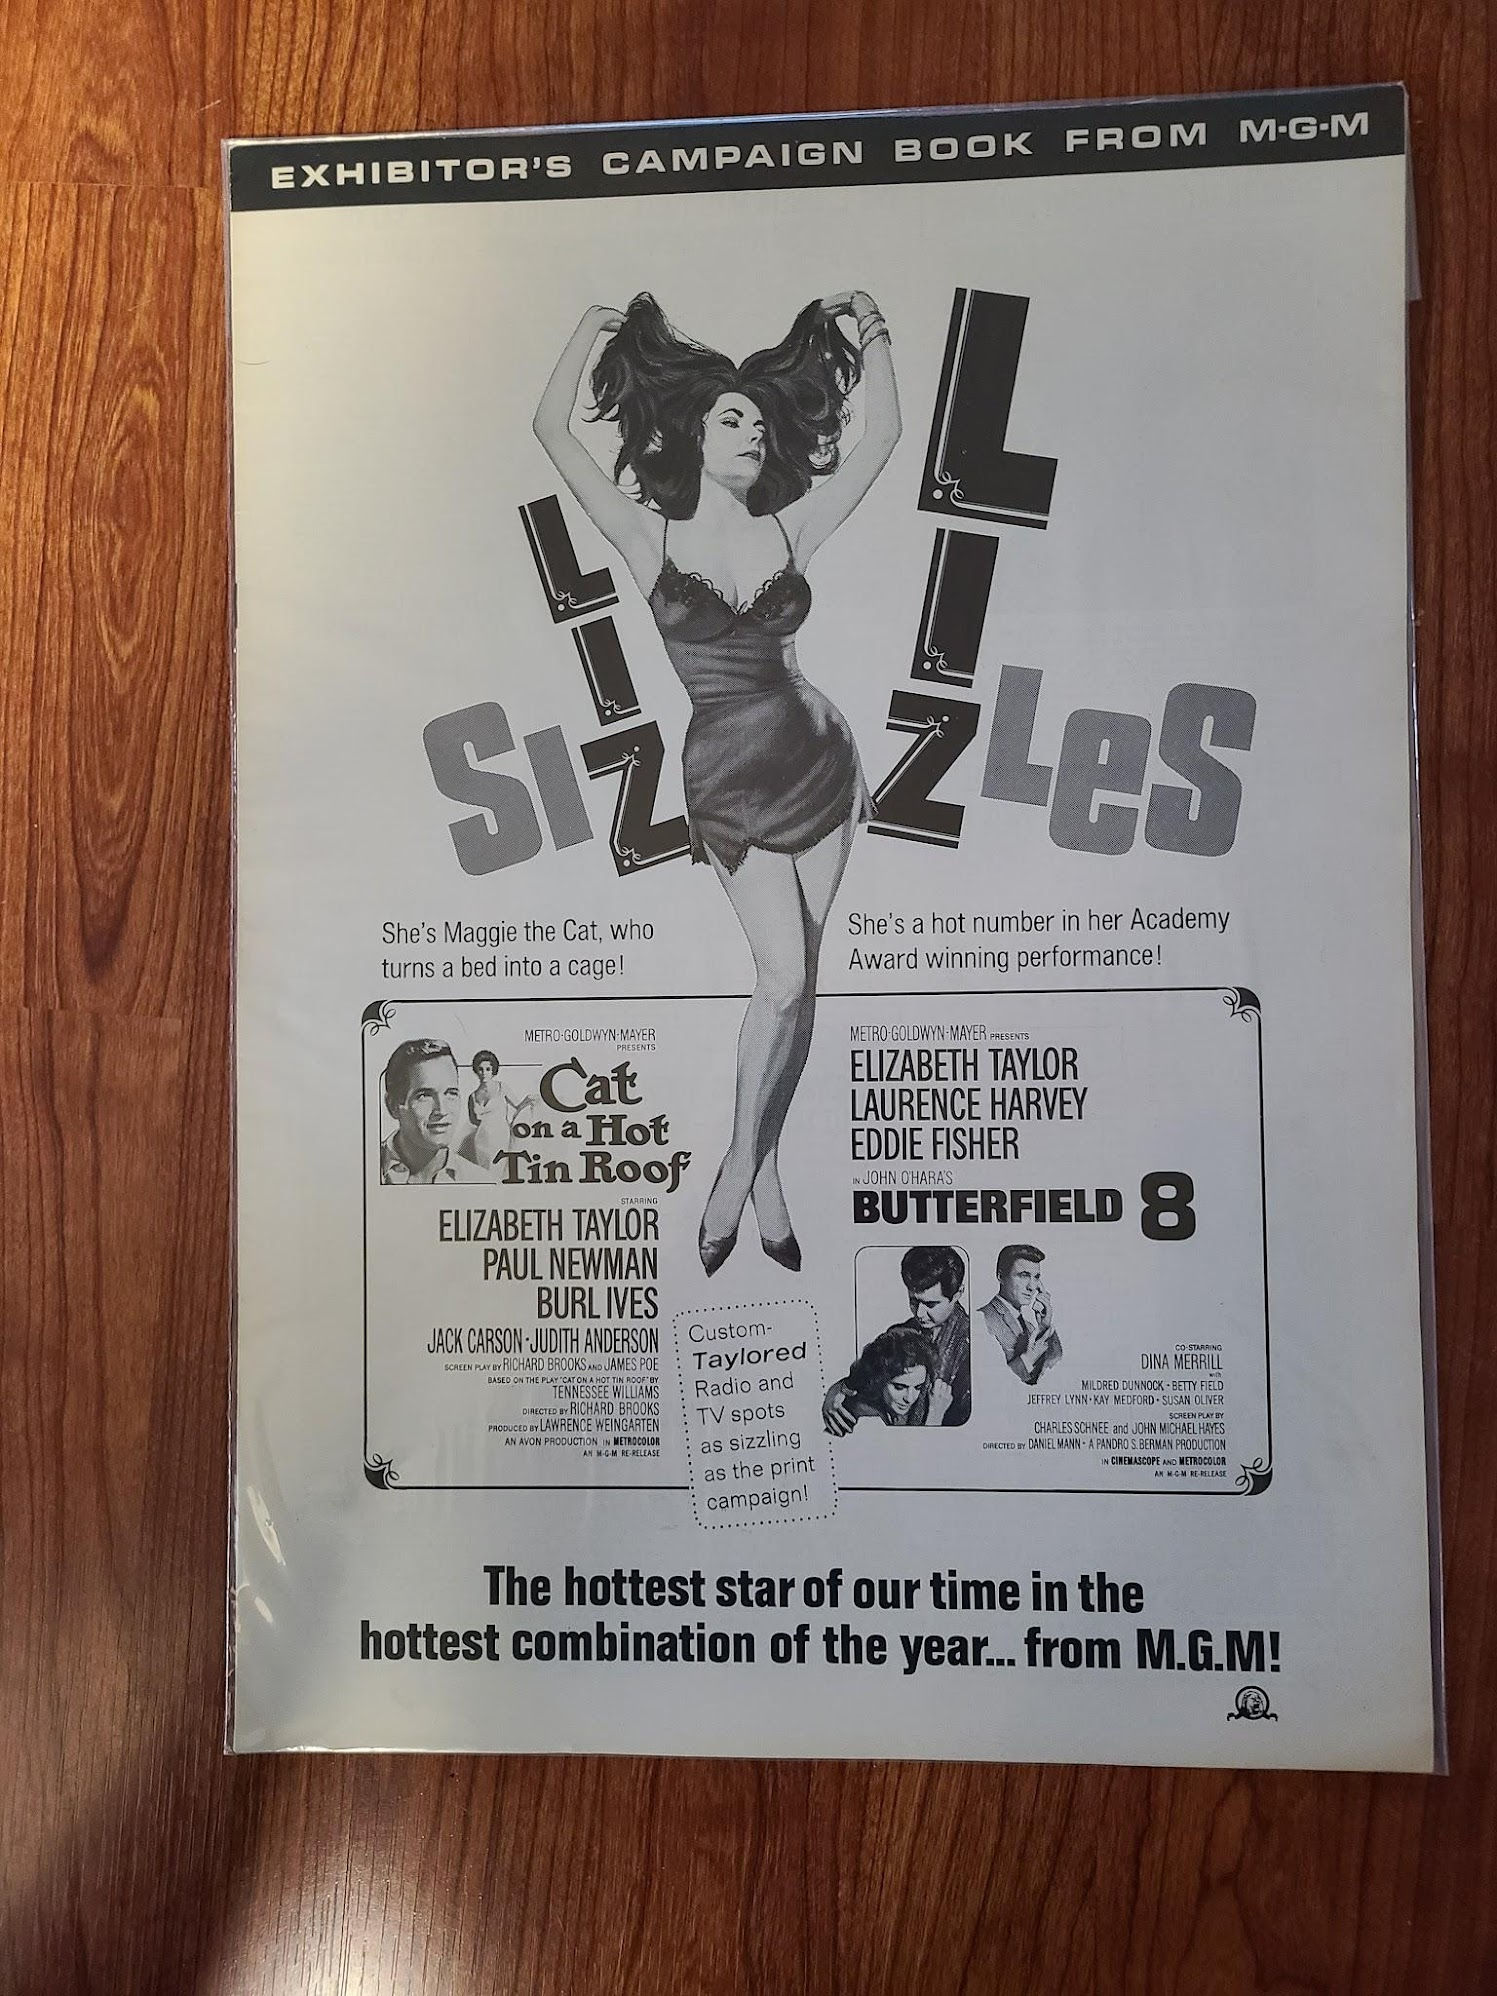 EXHIBITOR'S CAMPAIGN BOOK FROM M-G-M
LIZ
SIZ
LIZ
ZLeS
She's Maggie the Cat, who
turns a bed into a cage!
She's a hot number in her Academy
Award winning performance!
METRO-GOLDWYN-MAYER
PRESENTS
Cat
on a Hot
Tin Roof
STARRING
ELIZABETH TAYLOR
PAUL NEWMAN
BURL IVES
JACK CARSON · JUDITH ANDERSON
SCREEN PLAY BY RICHARD BROOKS AND JAMES POE
BASED ON THE PLAY "CAT ON A HOT TIN ROOF" BY
TENNESSEE WILLIAMS
DIRECTED BY RICHARD BROOKS
PRODUCED BY LAWRENCE WEINGARTEN
AN AVON PRODUCTION IN METROCOLOR
AN M-G-M RE-RELEASE
METRO-GOLDWYN-MAYER PRESENTS
ELIZABETH TAYLOR
LAURENCE HARVEY
EDDIE FISHER
IN JOHN O'HARA'S
BUTTERFIELD 8
CO-STARRING
DINA MERRILL
with
MILDRED DUNNOCK · BETTY FIELD
JEFFREY LYNN · KAY MEDFORD · SUSAN OLIVER
SCREEN PLAY BY
CHARLES SCHNEE and JOHN MICHAEL HAYES
DIRECTED BY DANIEL MANN · A PANDRO S. BERMAN PRODUCTION
IN CINEMASCOPE AND METROCOLOR
AN M-G-M RE-RELEASE
Custom-
Taylored
Radio and
TV spots
as sizzling
as the print
campaign!
The hottest star of our time in the
hottest combination of the year... from M.G.M!